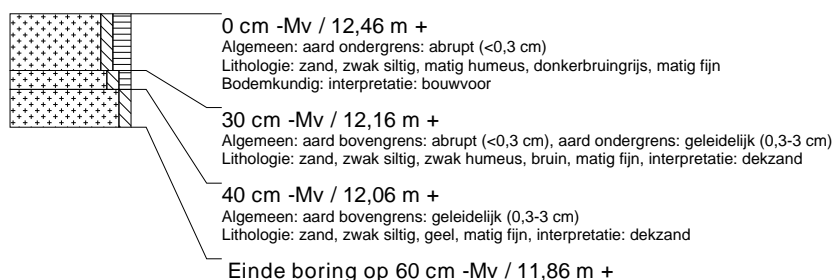 0 cm -Mv / 12,46 m +
Algemeen: aard ondergrens: abrupt (<0,3 cm)
Lithologie: zand, zwak siltig, matig humeus, donkerbruingrijs, matig fijn
Bodemkundig: interpretatie: bouwvoor
30 cm -Mv / 12,16 m +
Algemeen: aard bovengrens: abrupt (<0,3 cm), aard ondergrens: geleidelijk (0,3-3 cm)
Lithologie: zand, zwak siltig, zwak humeus, bruin, matig fijn, interpretatie: dekzand
40 cm -Mv / 12,06 m +
Algemeen: aard bovengrens: geleidelijk (0,3-3 cm)
Lithologie: zand, zwak siltig, geel, matig fijn, interpretatie: dekzand
Einde boring op 60 cm -Mv / 11,86 m +